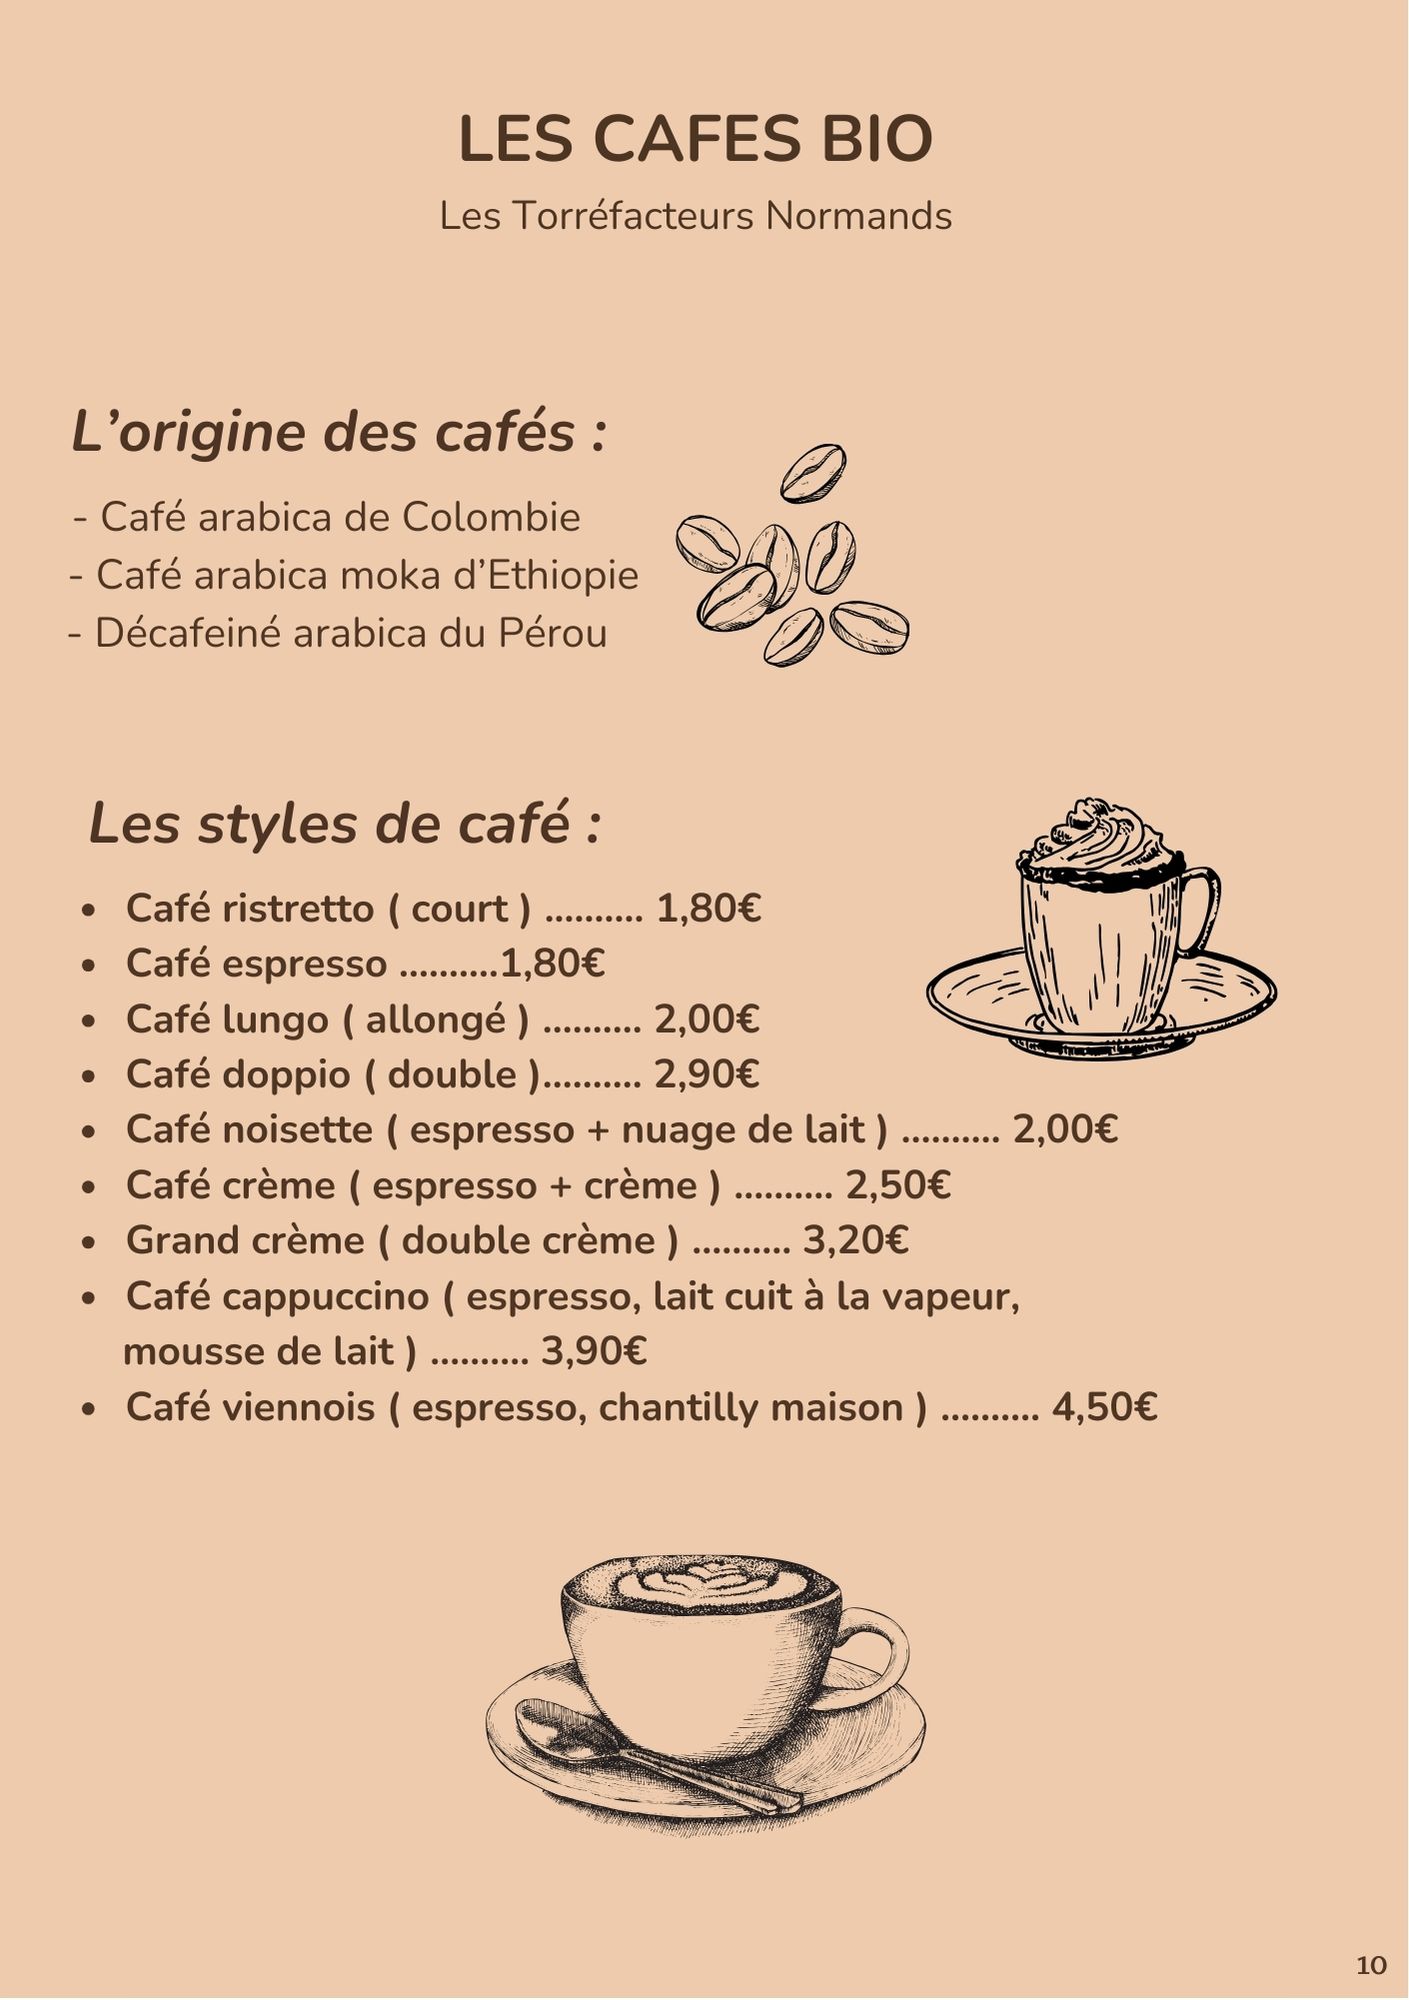 LES CAFES BIO
Les Torréfacteurs Normands
L’origine des cafés :
- Café arabica de Colombie
- Café arabica moka d’Ethiopie
- Décafeiné arabica du Pérou
Les styles de café :
• Café ristretto ( court ) .......... 1,80€
• Café espresso ..........1,80€
• Café lungo ( allongé ) .......... 2,00€
• Café doppio ( double ).......... 2,90€
• Café noisette ( espresso + nuage de lait ) .......... 2,00€
• Café crème ( espresso + crème ) .......... 2,50€
• Grand crème ( double crème ) .......... 3,20€
• Café cappuccino ( espresso, lait cuit à la vapeur,
mousse de lait ) .......... 3,90€
• Café viennois ( espresso, chantilly maison ) .......... 4,50€
10